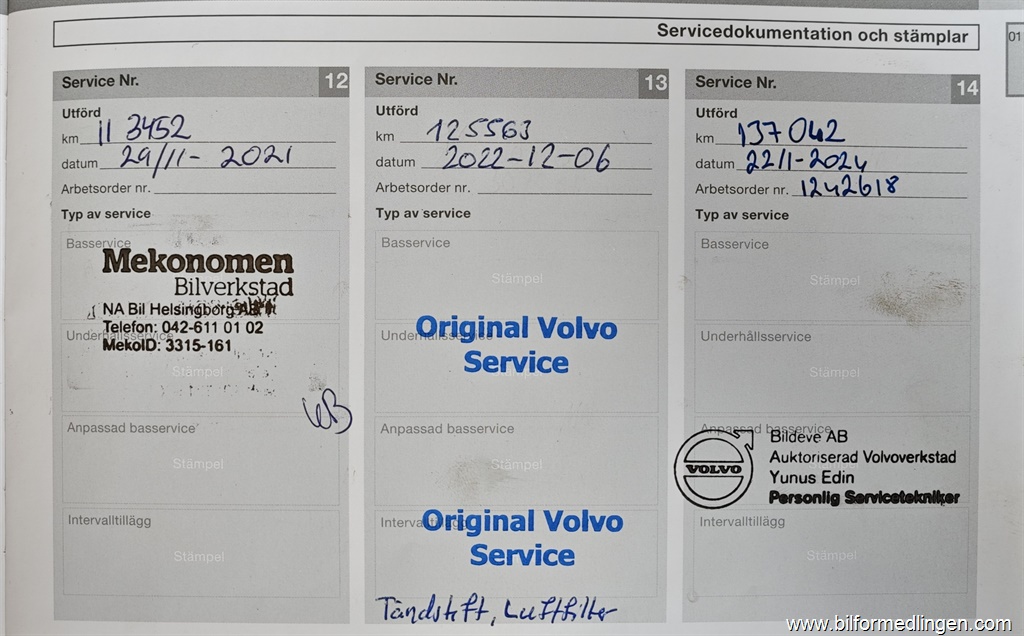 Servicedokumentation och stämplar
01
Service Nr. 12
Utförd
km 113452
datum 29/11- 2021
Arbetsorder nr.
Typ av service
Basservice
Mekonomen
Bilverkstad
NA Bil Helsingborg AB
Telefon: 042-611 01 02
Underhållsservice
MekoID: 3315-161
Stämpel
Anpassad basservice
Stämpel
Intervalltillägg
Stämpel
Service Nr. 13
Utförd
km 125563
datum 2022-12-06
Arbetsorder nr.
Typ av service
Basservice
Stämpel
Original Volvo
Underhållsservice
Service
Anpassad basservice
Stämpel
Original Volvo
Intervalltillägg
Service
Tändstift, Luftfilter
Service Nr. 14
Utförd
km 137042
datum 22/1-2024
Arbetsorder nr. 1242618
Typ av service
Basservice
Stämpel
Underhållsservice
Stämpel
Anpassad basservice
VOLVO
Bildeve AB
Auktoriserad Volvoverkstad
Yunus Edin
Personlig Servicetekniker
Intervalltillägg
Stämpel
www.bilformedlingen.com